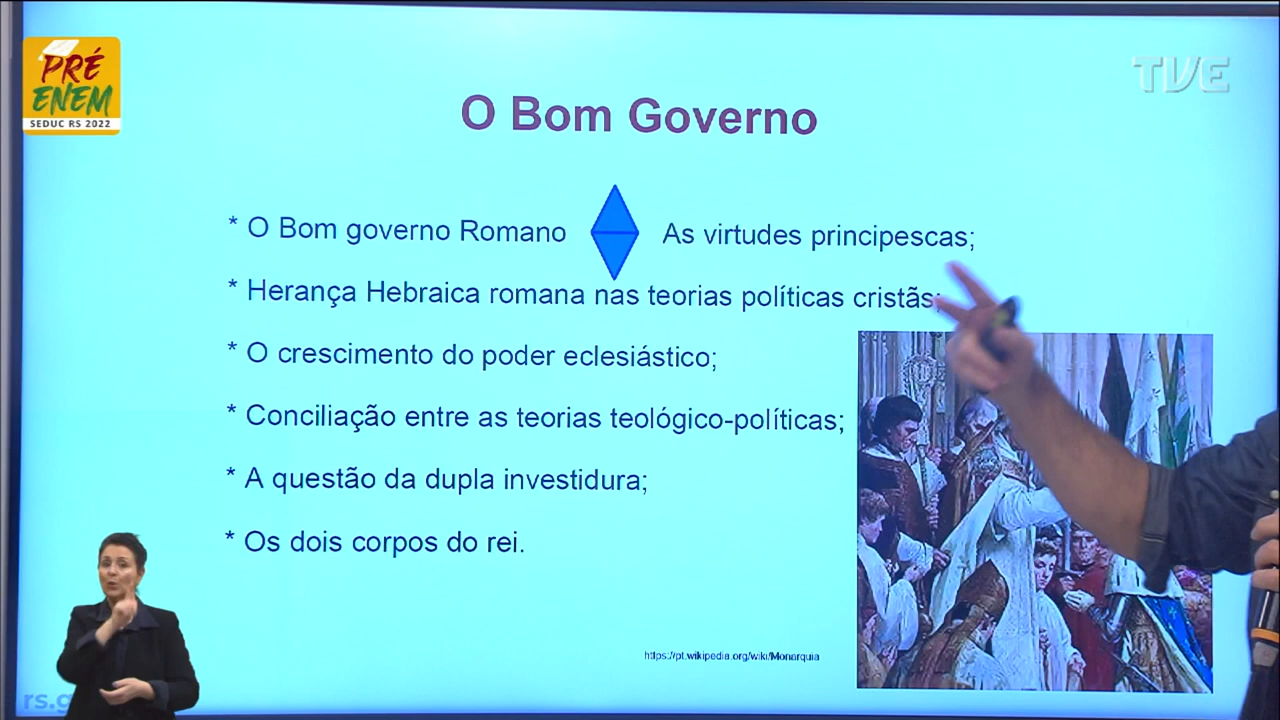 PRÉ
ENEM
SEDUC RS 2022
TVE
O Bom Governo
* O Bom governo Romano As virtudes principescas;
* Herança Hebraica romana nas teorias políticas cristãs;
* O crescimento do poder eclesiástico;
* Conciliação entre as teorias teológico-políticas;
* A questão da dupla investidura;
* Os dois corpos do rei.
https://pt.wikipedia.org/wiki/Monarquia